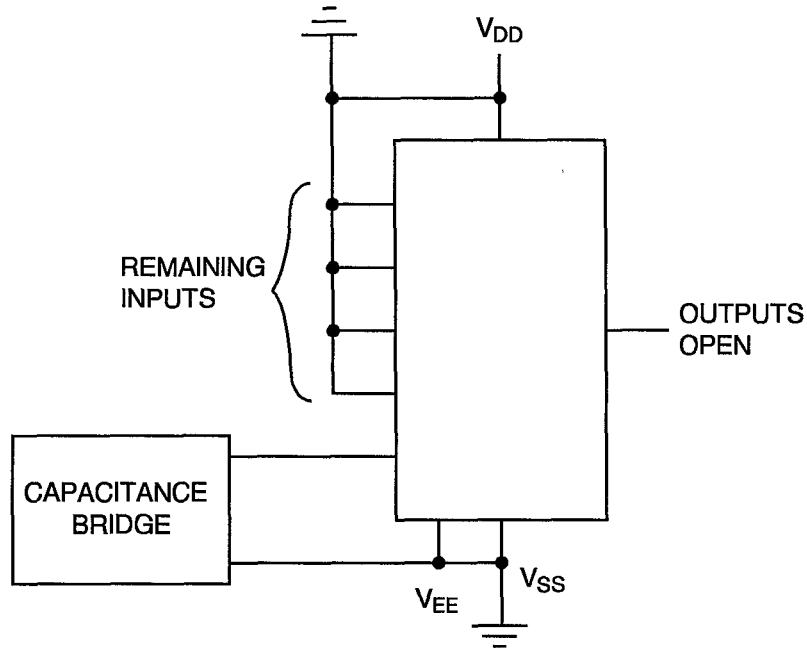 VDD
REMAINING
INPUTS
OUTPUTS
OPEN
CAPACITANCE
BRIDGE
VSS
VEE